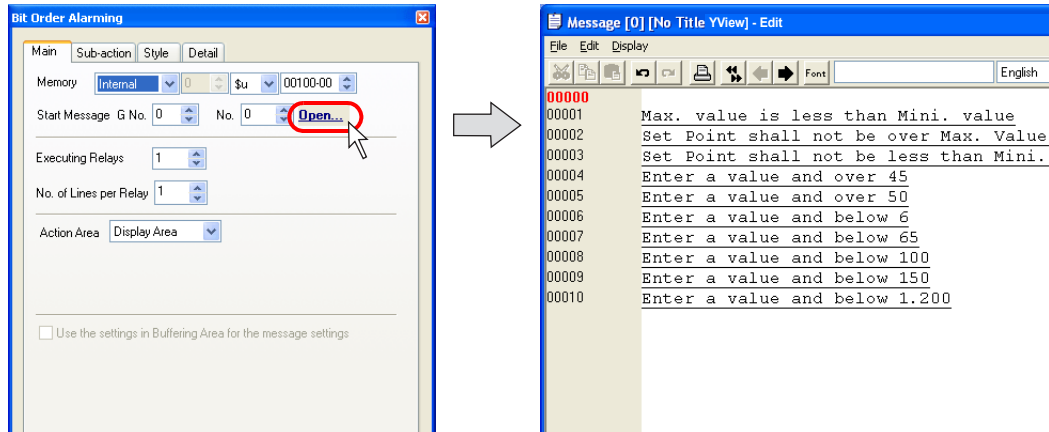 Bit Order Alarming
Main Sub-action Style Detail
Memory Internal 0 $u 00100-00
Start Message G No. 0 No. 0 Open...
Executing Relays 1
No. of Lines per Relay 1
Action Area Display Area
Use the settings in Buffering Area for the message settings
Message [0] [No Title YView] - Edit
File Edit Display
Font English
00000
00001 Max. value is less than Mini. value
00002 Set Point shall not be over Max. Value
00003 Set Point shall not be less than Mini.
00004 Enter a value and over 45
00005 Enter a value and over 50
00006 Enter a value and below 6
00007 Enter a value and below 65
00008 Enter a value and below 100
00009 Enter a value and below 150
00010 Enter a value and below 1.200